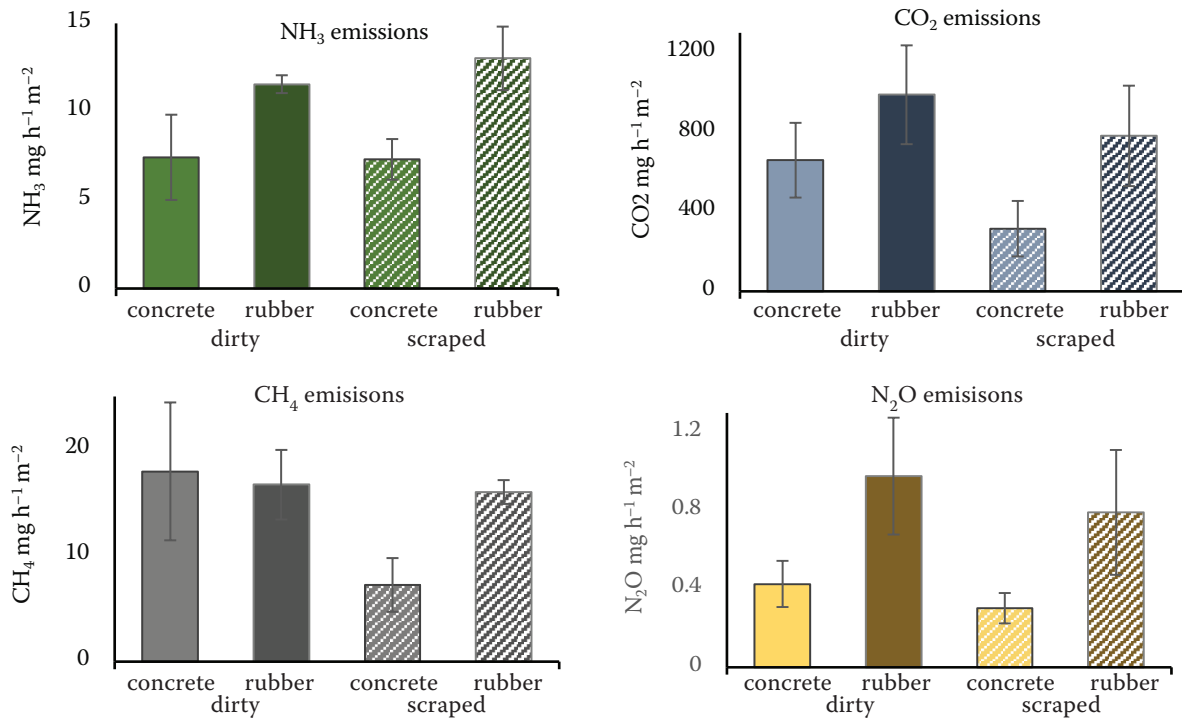 NH₃ emissions
NH₃ mg h⁻¹ m⁻²
15
10
5
0
concrete rubber concrete rubber
dirty scraped
CO₂ emissions
CO2 mg h⁻¹ m⁻²
1200
800
400
0
concrete rubber concrete rubber
dirty scraped
CH₄ emisisons
CH₄ mg h⁻¹ m⁻²
20
10
0
concrete rubber concrete rubber
dirty scraped
N₂O emisisons
N₂O mg h⁻¹ m⁻²
1.2
0.8
0.4
0
concrete rubber concrete rubber
dirty scraped